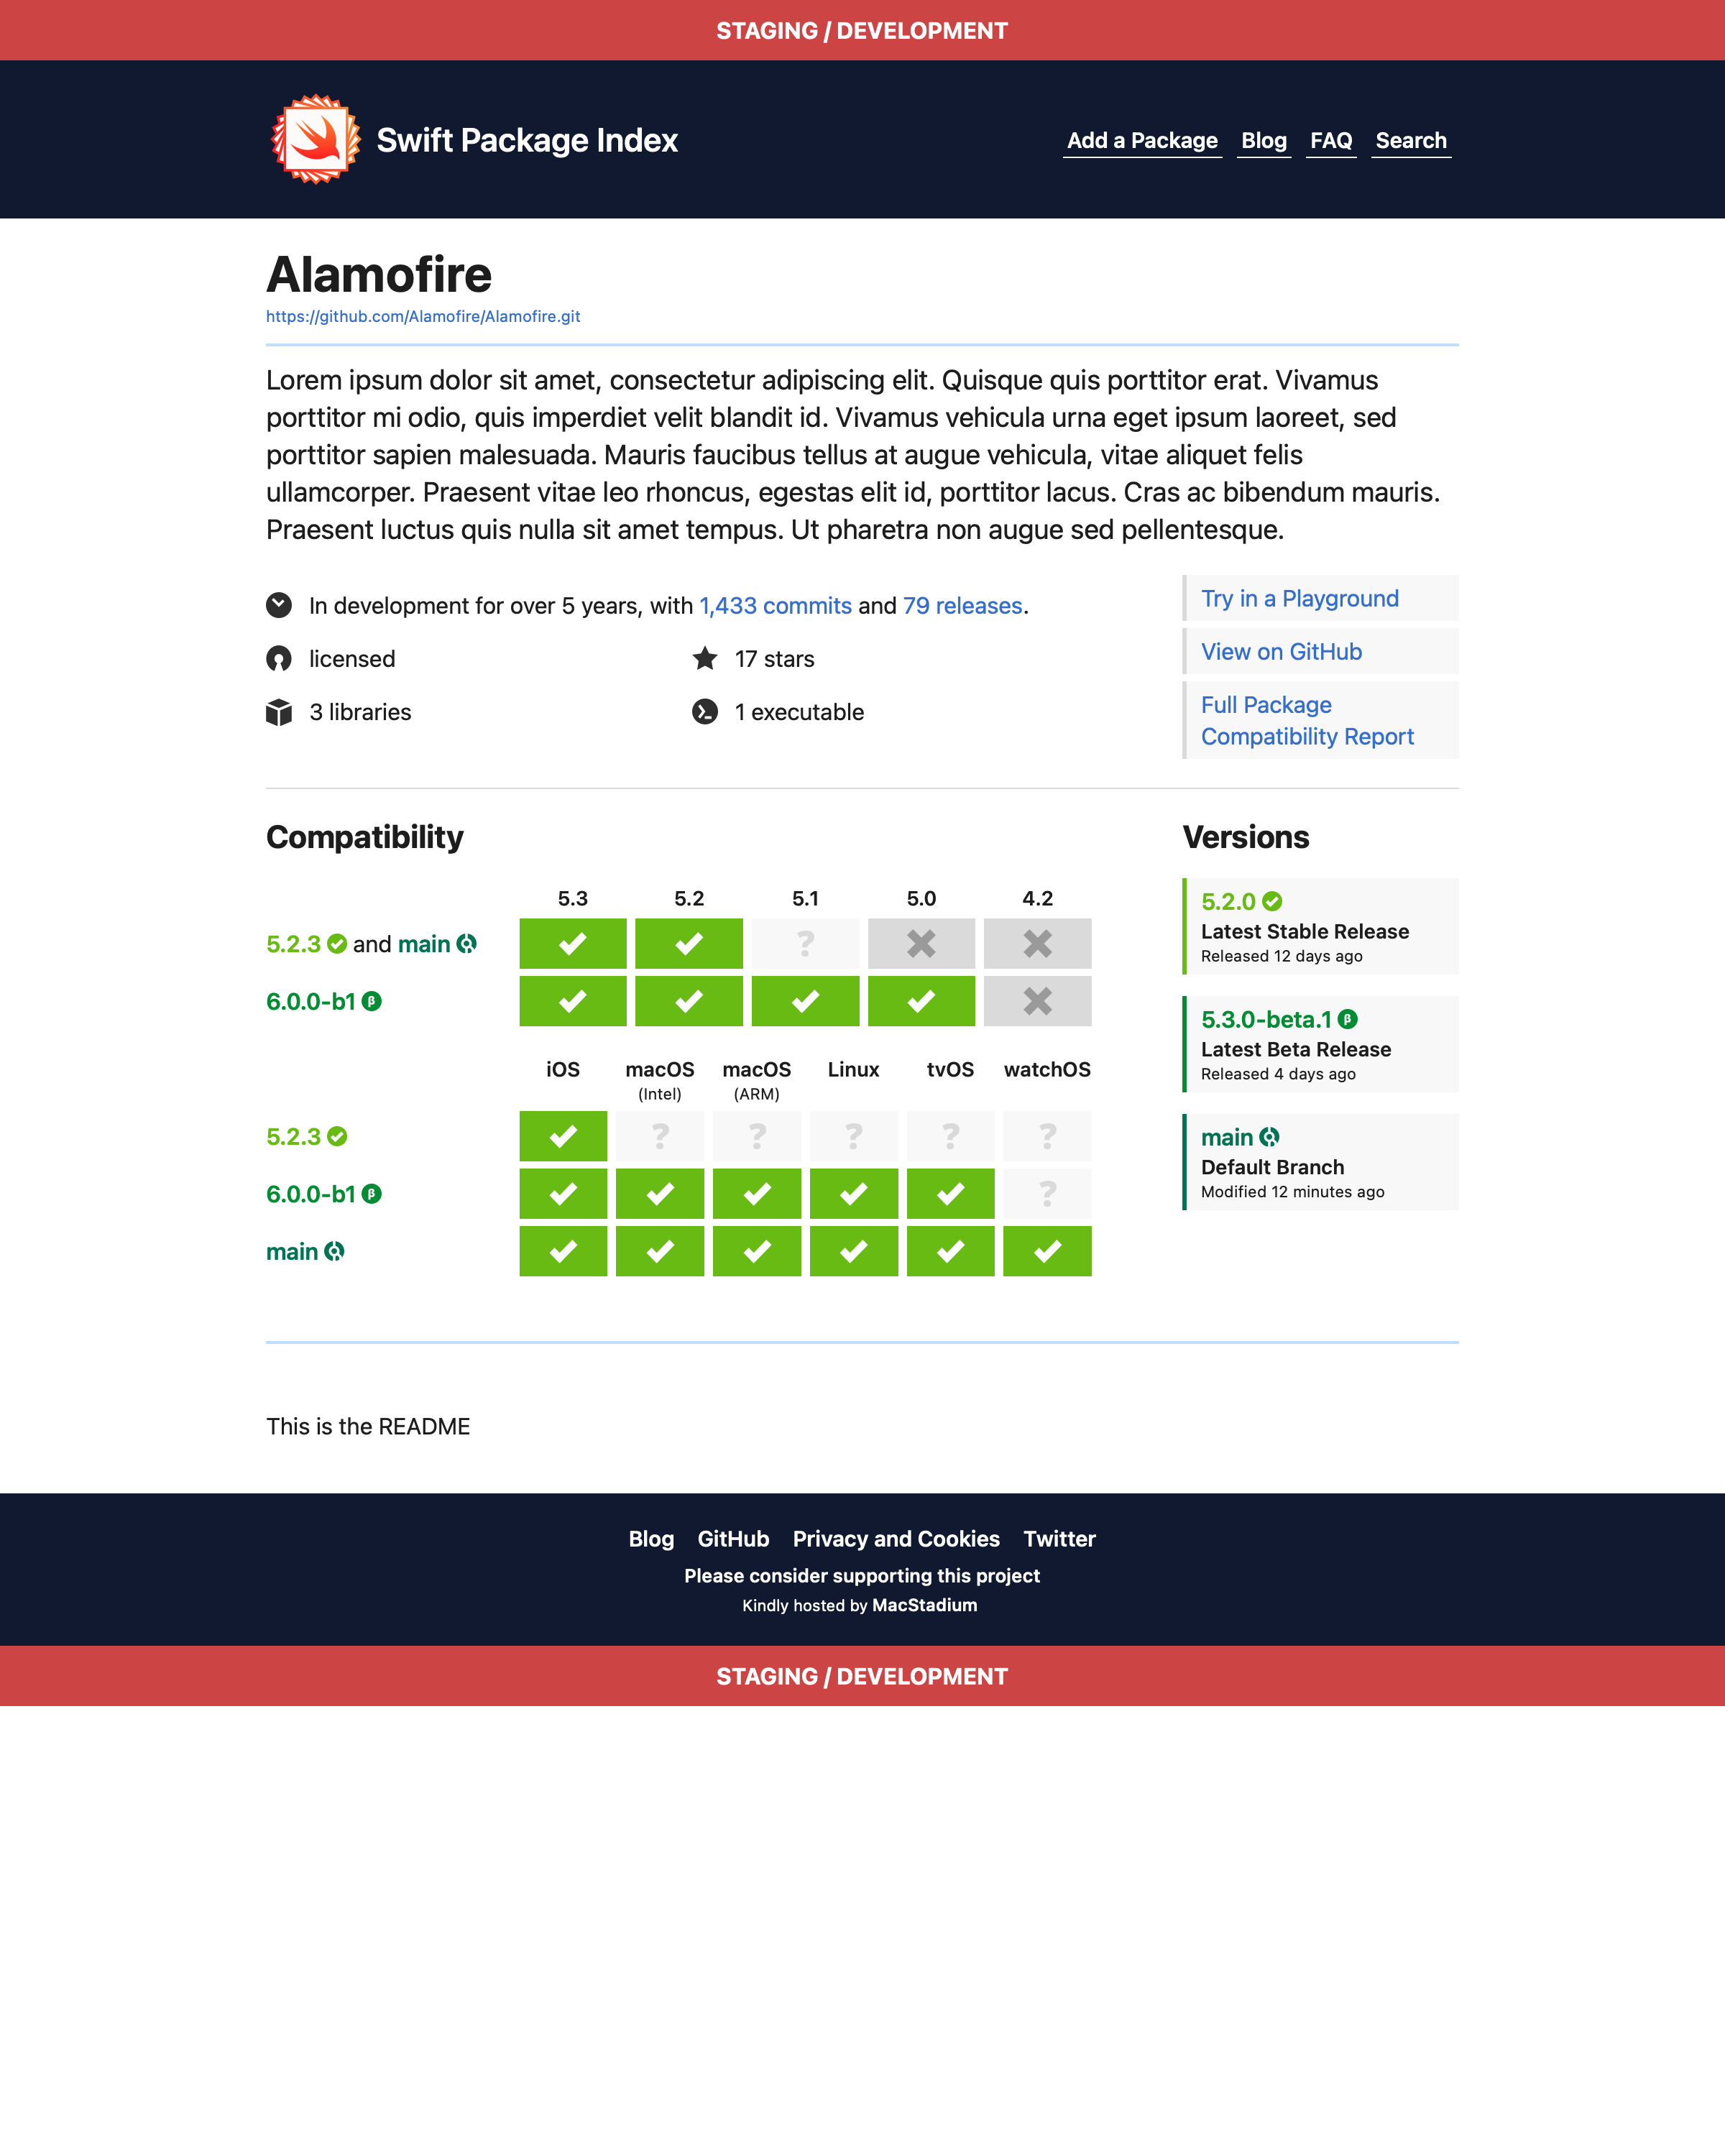 STAGING / DEVELOPMENT
Swift Package Index
Add a Package Blog FAQ Search
Alamofire
https://github.com/Alamofire/Alamofire.git
Lorem ipsum dolor sit amet, consectetur adipiscing elit. Quisque quis porttitor erat. Vivamus
porttitor mi odio, quis imperdiet velit blandit id. Vivamus vehicula urna eget ipsum laoreet, sed
porttitor sapien malesuada. Mauris faucibus tellus at augue vehicula, vitae aliquet felis
ullamcorper. Praesent vitae leo rhoncus, egestas elit id, porttitor lacus. Cras ac bibendum mauris.
Praesent luctus quis nulla sit amet tempus. Ut pharetra non augue sed pellentesque.
In development for over 5 years, with 1,433 commits and 79 releases.
licensed
17 stars
3 libraries
1 executable
Try in a Playground
View on GitHub
Full Package
Compatibility Report
Compatibility
5.3 5.2 5.1 5.0 4.2
5.2.3 and main
?
6.0.0-b1 β
iOS macOS macOS Linux tvOS watchOS
(Intel) (ARM)
5.2.3
? ? ? ? ?
6.0.0-b1 β
?
main
Versions
5.2.0
Latest Stable Release
Released 12 days ago
5.3.0-beta.1 β
Latest Beta Release
Released 4 days ago
main
Default Branch
Modified 12 minutes ago
This is the README
Blog GitHub Privacy and Cookies Twitter
Please consider supporting this project
Kindly hosted by MacStadium
STAGING / DEVELOPMENT